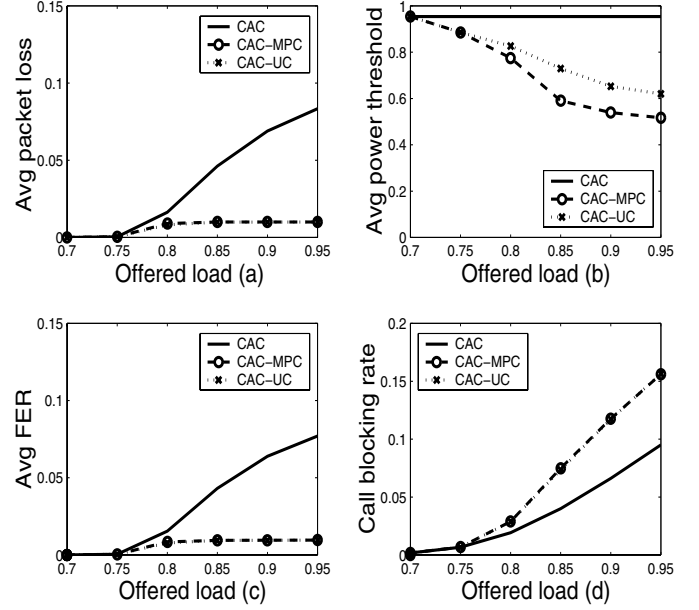 Avg packet loss
0.15
0.1
0.05
0
0.7
0.75
0.8
0.85
0.9
0.95
Offered load (a)
CAC
CAC-MPC
CAC-UC
Avg power threshold
1
0.8
0.6
0.4
0.2
0
0.7
0.75
0.8
0.85
0.9
0.95
Offered load (b)
CAC
CAC-MPC
CAC-UC
Avg FER
0.15
0.1
0.05
0
0.7
0.75
0.8
0.85
0.9
0.95
Offered load (c)
CAC
CAC-MPC
CAC-UC
Call blocking rate
0.2
0.15
0.1
0.05
0
0.7
0.75
0.8
0.85
0.9
0.95
Offered load (d)
CAC
CAC-MPC
CAC-UC